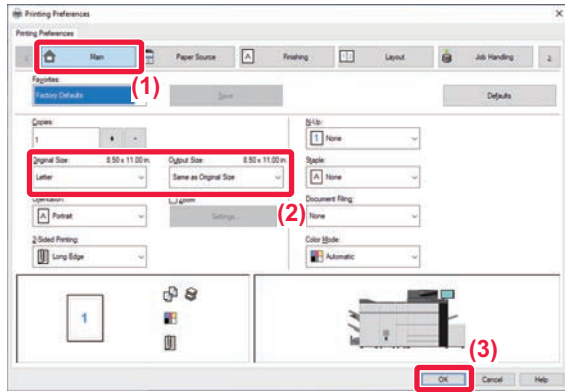 Printing Preferences
Printing Preferences
Main
Paper Source
Finishing
Layout
Job Handling
(1)
Favorites:
Factory Defaults
Save
Defaults
Copies:
1
+ -
N-Up:
1 None
Original Size: 8.50 x 11.00 in.
Output Size: 8.50 x 11.00 in.
Letter
Same as Original Size
Staple:
A None
(2)
Orientation:
A Portrait
Zoom
Settings...
Document Filing:
None
2-Sided Printing:
Long Edge
Color Mode:
Automatic
1
(3)
OK Cancel Help